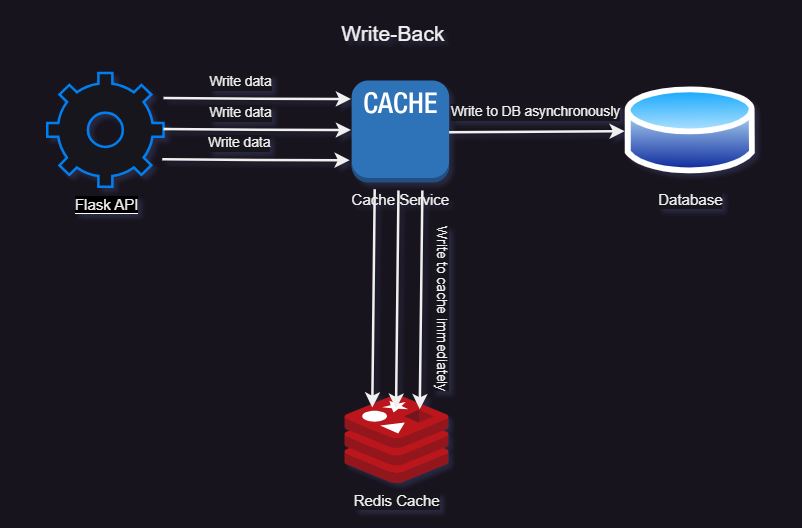 Write-Back
Write data
Write data
Write data
CACHE
Write to DB asynchronously
Flask API
Cache Service
Database
Write to cache immediately
Redis Cache